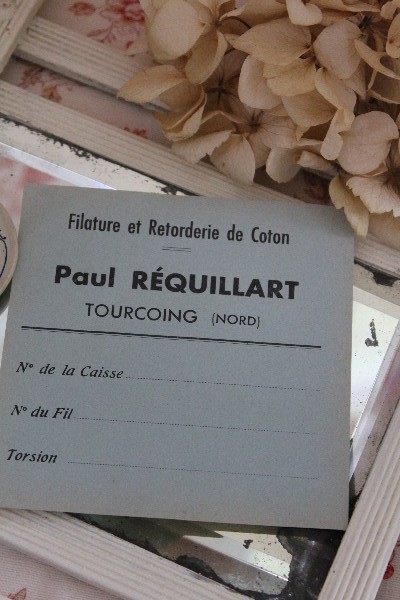 Filature et Retorderie de Coton
Paul RÉQUILLART
TOURCOING (NORD)
N° de la Caisse
N° du Fil
Torsion